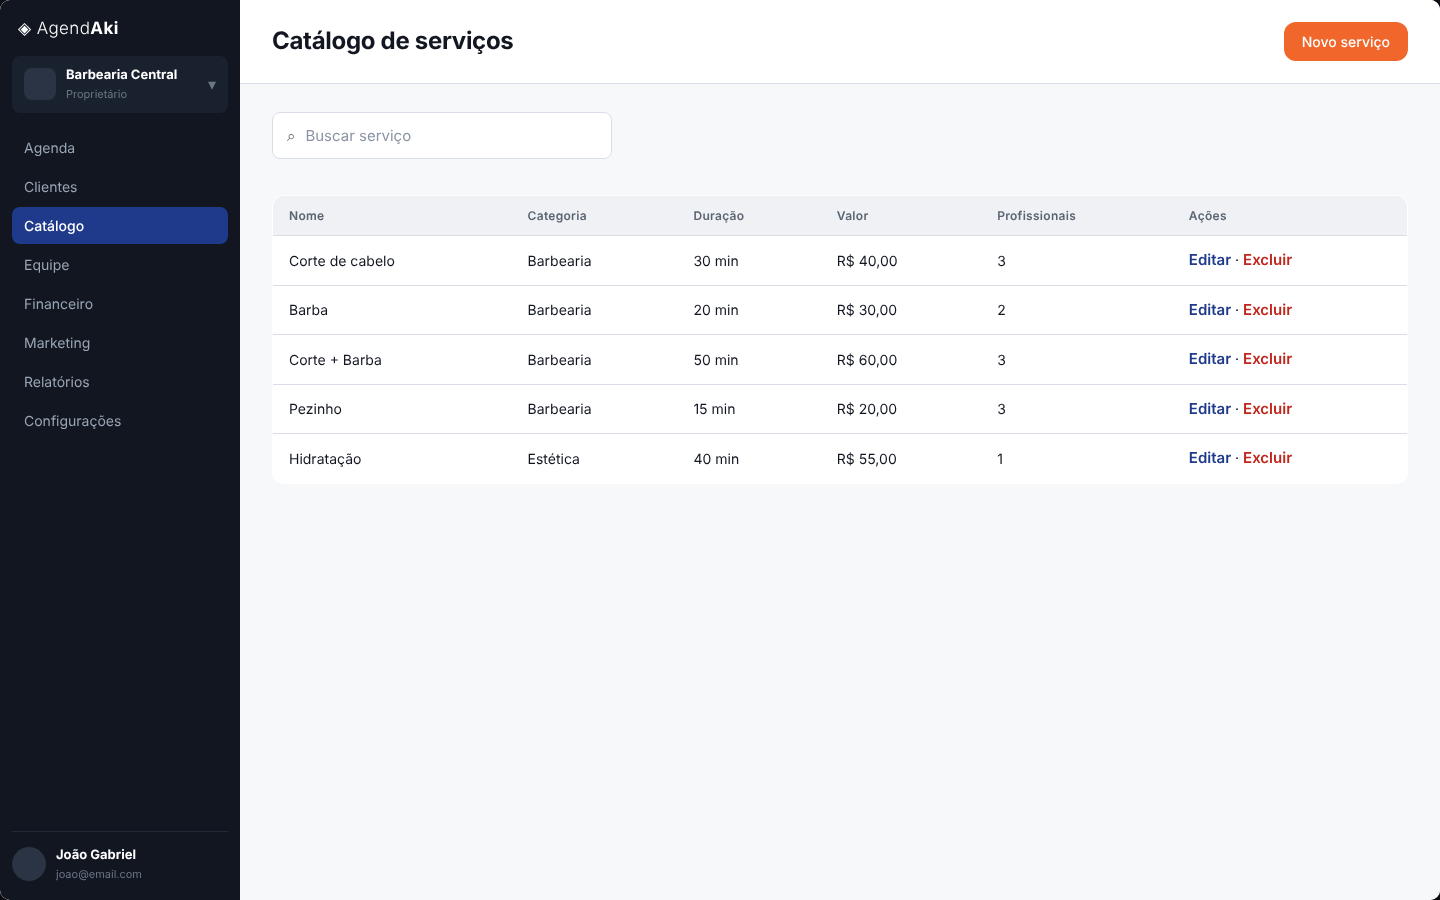 ◈ AgendAki
Barbearia Central
Proprietário
▼
Agenda
Clientes
Catálogo
Equipe
Financeiro
Marketing
Relatórios
Configurações
João Gabriel
joao@email.com
Catálogo de serviços
Novo serviço
⌕ Buscar serviço
Nome Categoria Duração Valor Profissionais Ações
Corte de cabelo Barbearia 30 min R$ 40,00 3 Editar · Excluir
Barba Barbearia 20 min R$ 30,00 2 Editar · Excluir
Corte + Barba Barbearia 50 min R$ 60,00 3 Editar · Excluir
Pezinho Barbearia 15 min R$ 20,00 3 Editar · Excluir
Hidratação Estética 40 min R$ 55,00 1 Editar · Excluir